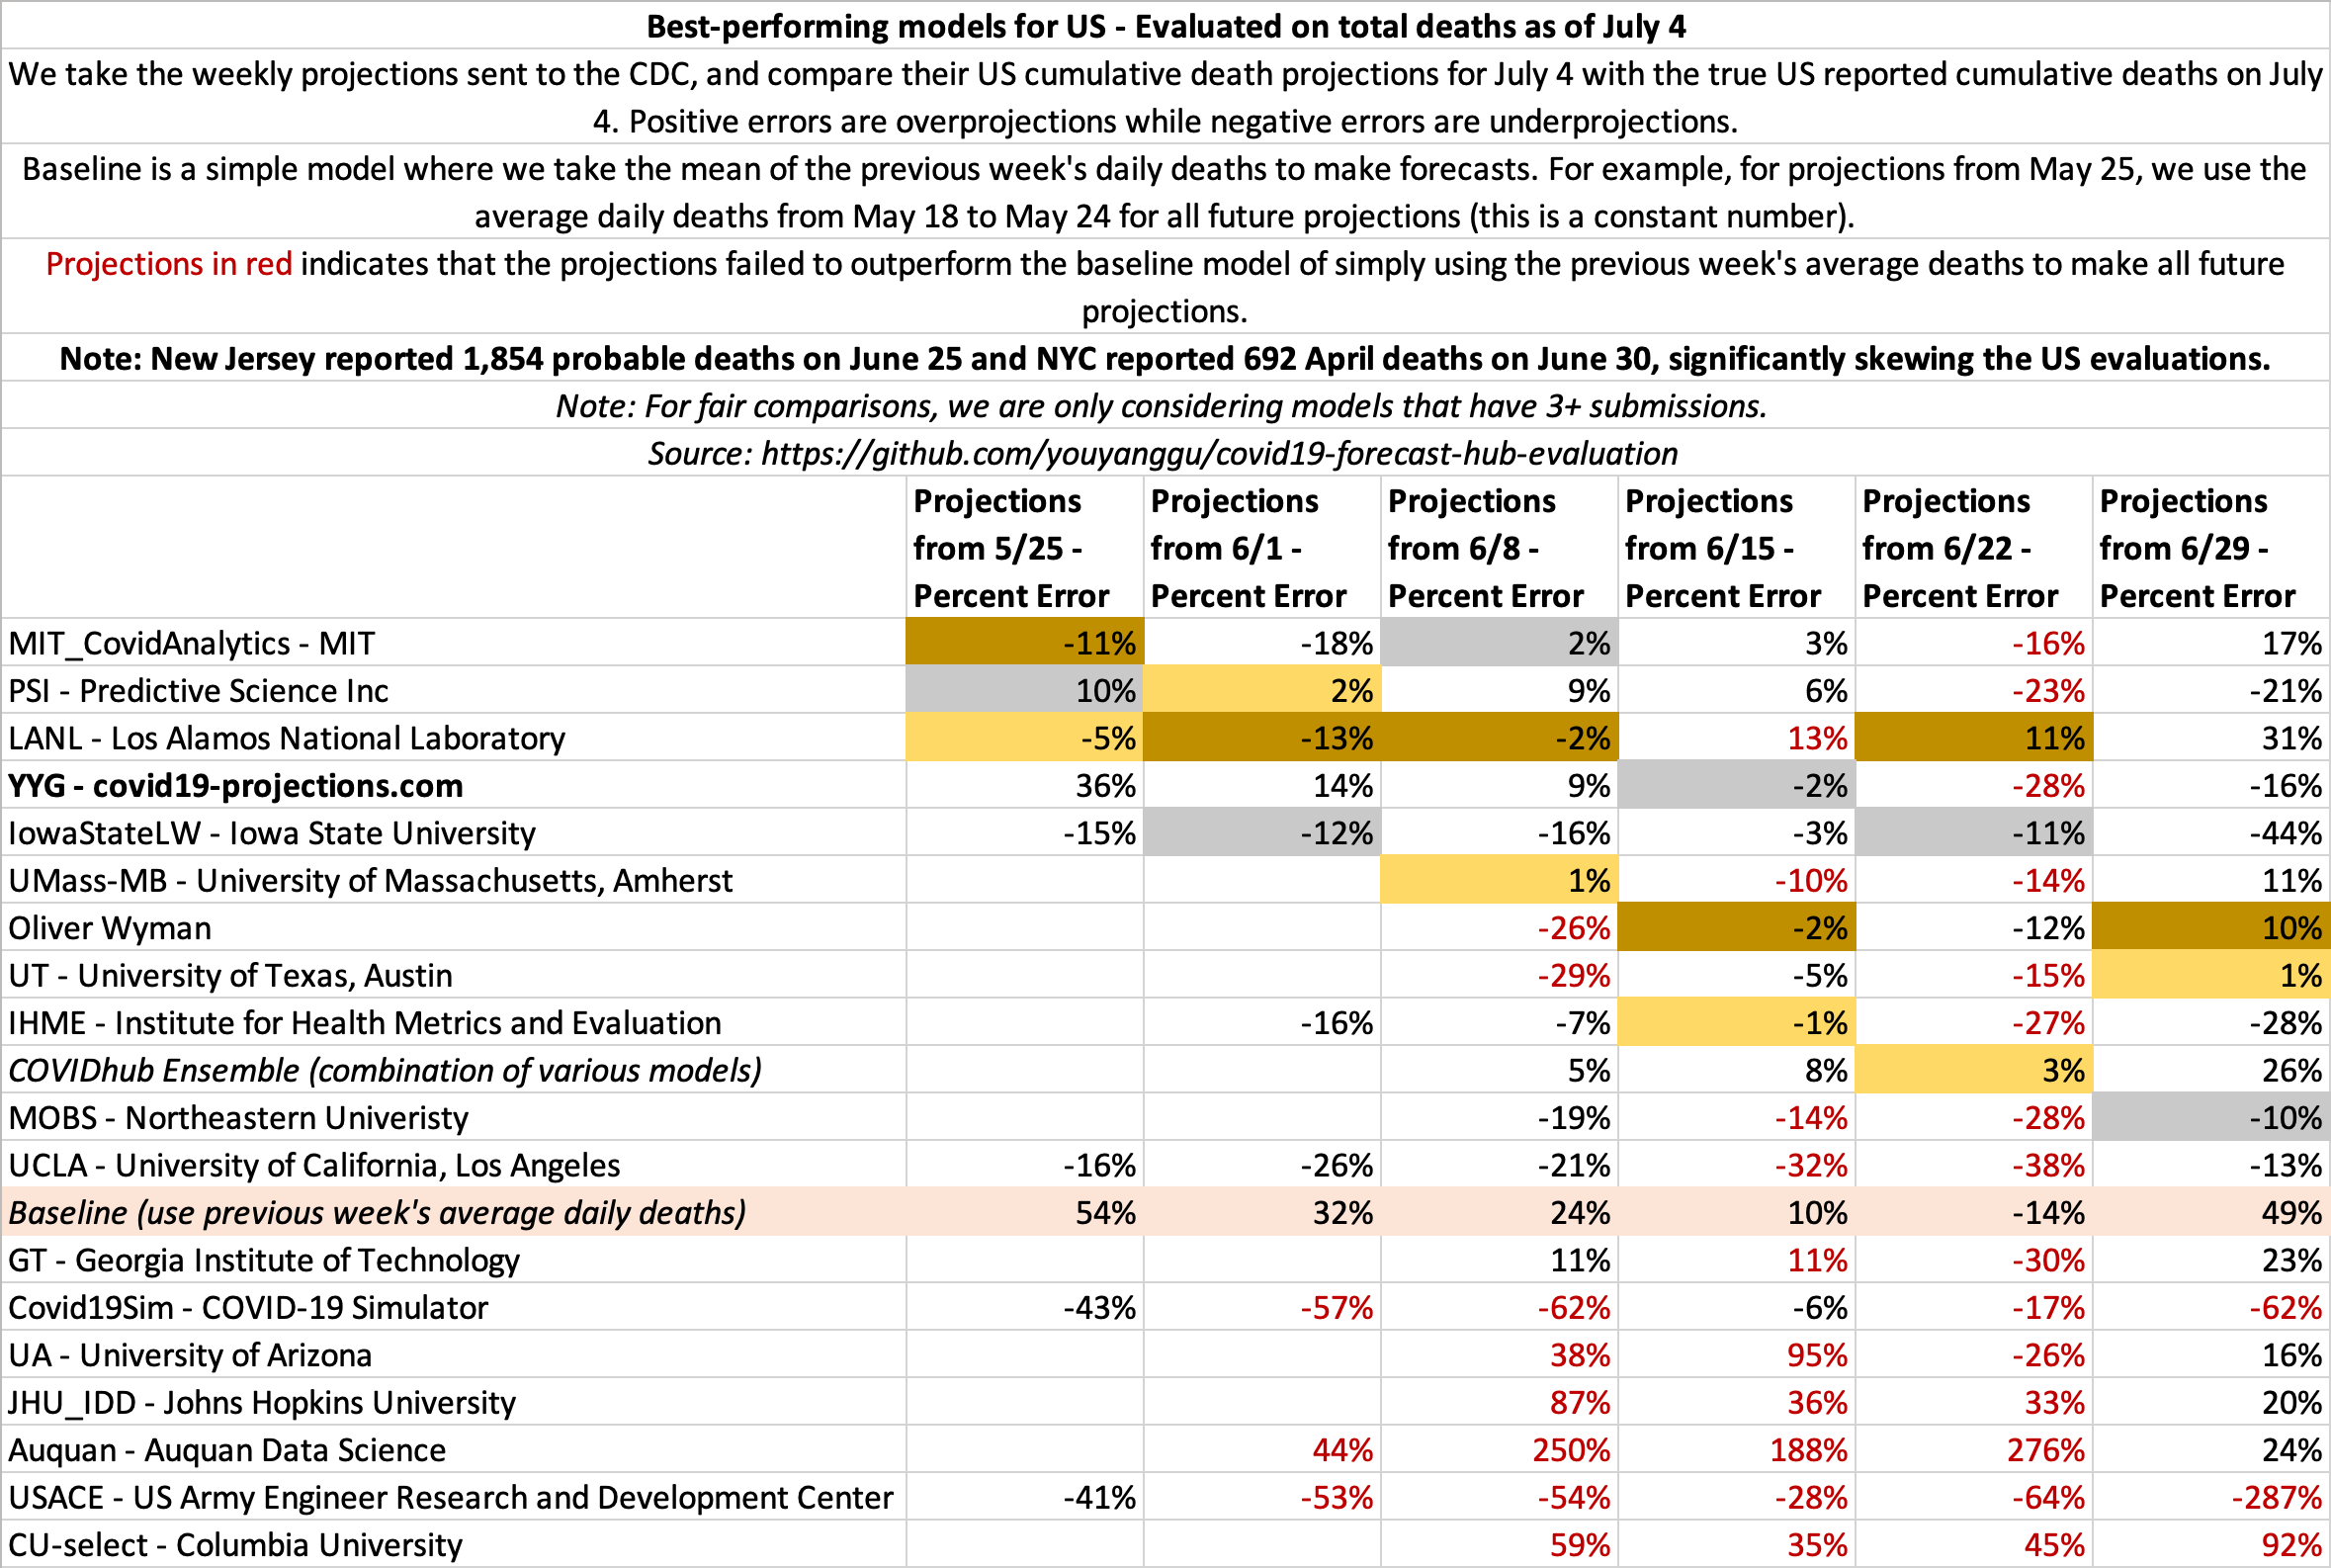 Best-performing models for US - Evaluated on total deaths as of July 4
We take the weekly projections sent to the CDC, and compare their US cumulative death projections for July 4 with the true US reported cumulative deaths on July
4. Positive errors are overprojections while negative errors are underprojections.
Baseline is a simple model where we take the mean of the previous week's daily deaths to make forecasts. For example, for projections from May 25, we use the
average daily deaths from May 18 to May 24 for all future projections (this is a constant number).
Projections in red indicates that the projections failed to outperform the baseline model of simply using the previous week's average deaths to make all future
projections.
Note: New Jersey reported 1,854 probable deaths on June 25 and NYC reported 692 April deaths on June 30, significantly skewing the US evaluations.
Note: For fair comparisons, we are only considering models that have 3+ submissions.
Source: https://github.com/youyanggu/covid19-forecast-hub-evaluation
Projections Projections Projections Projections Projections Projections
from 5/25 - from 6/1 - from 6/8 - from 6/15 - from 6/22 - from 6/29 -
Percent Error Percent Error Percent Error Percent Error Percent Error Percent Error
MIT_CovidAnalytics - MIT -11% -18% 2% 3% -16% 17%
PSI - Predictive Science Inc 10% 2% 9% 6% -23% -21%
LANL - Los Alamos National Laboratory -5% -13% -2% 13% 11% 31%
YYG - covid19-projections.com 36% 14% 9% -2% -28% -16%
IowaStateLW - Iowa State University -15% -12% -16% -3% -11% -44%
UMass-MB - University of Massachusetts, Amherst 1% -10% -14% 11%
Oliver Wyman -26% -2% -12% 10%
UT - University of Texas, Austin -29% -5% -15% 1%
IHME - Institute for Health Metrics and Evaluation -16% -7% -1% -27% -28%
COVIDhub Ensemble (combination of various models) 5% 8% 3% 26%
MOBS - Northeastern Univeristy -19% -14% -28% -10%
UCLA - University of California, Los Angeles -16% -26% -21% -32% -38% -13%
Baseline (use previous week's average daily deaths) 54% 32% 24% 10% -14% 49%
GT - Georgia Institute of Technology 11% 11% -30% 23%
Covid19Sim - COVID-19 Simulator -43% -57% -62% -6% -17% -62%
UA - University of Arizona 38% 95% -26% 16%
JHU_IDD - Johns Hopkins University 87% 36% 33% 20%
Auquan - Auquan Data Science 44% 250% 188% 276% 24%
USACE - US Army Engineer Research and Development Center -41% -53% -54% -28% -64% -287%
CU-select - Columbia University 59% 35% 45% 92%